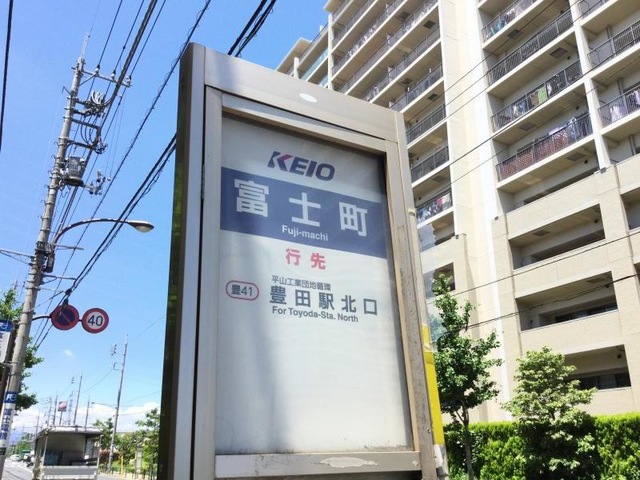 KEIO
富士町
Fuji-machi
行先
平山工業団地循環
豊41
豊田駅北口
For Toyoda-Sta. North
40